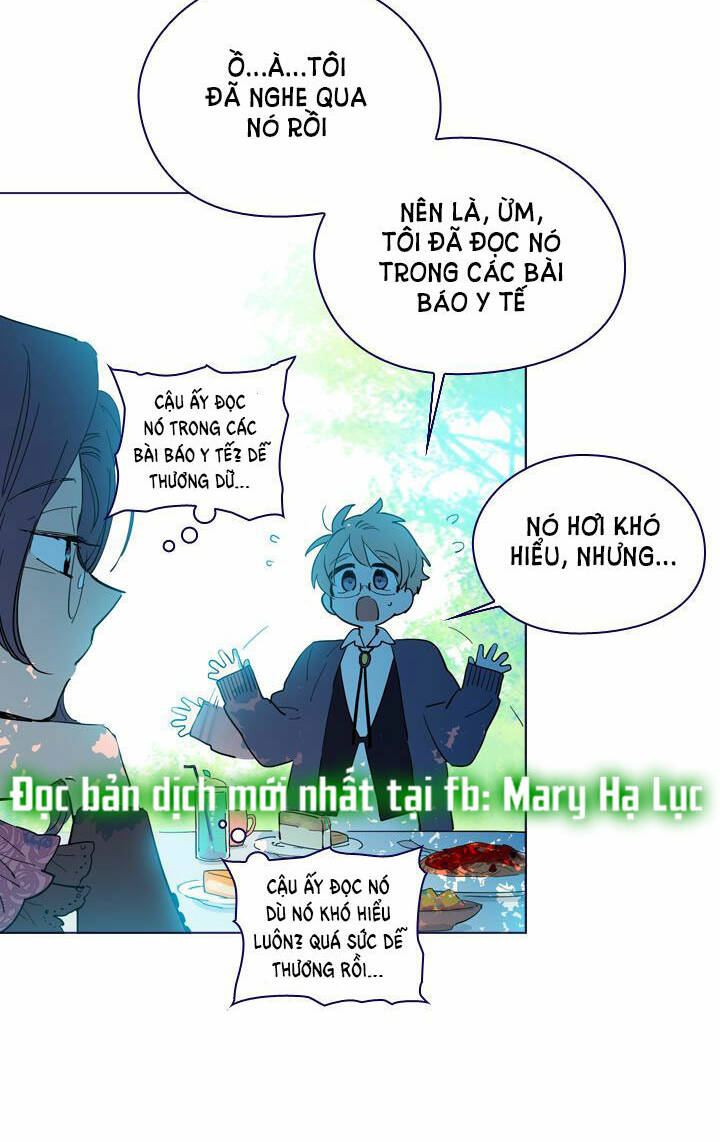 Ồ...À...TÔI
ĐÃ NGHE QUA
NÓ RỒI
NÊN LÀ, ỪM,
TÔI ĐÃ ĐỌC NÓ
TRONG CÁC BÀI
BÁO Y TẾ
CẬU ẤY ĐỌC
NÓ TRONG CÁC
BÀI BÁO Y TẾ? DỄ
THƯƠNG DỮ...
NÓ HƠI KHÓ
HIỂU, NHƯNG...
Đọc bản dịch mới nhất tại fb: Mary Hạ Lục
CẬU ẤY ĐỌC NÓ
DÙ NÓ KHÓ HIỂU
LUÔN? QUÁ SỨC DỄ
THƯƠNG RỒI...